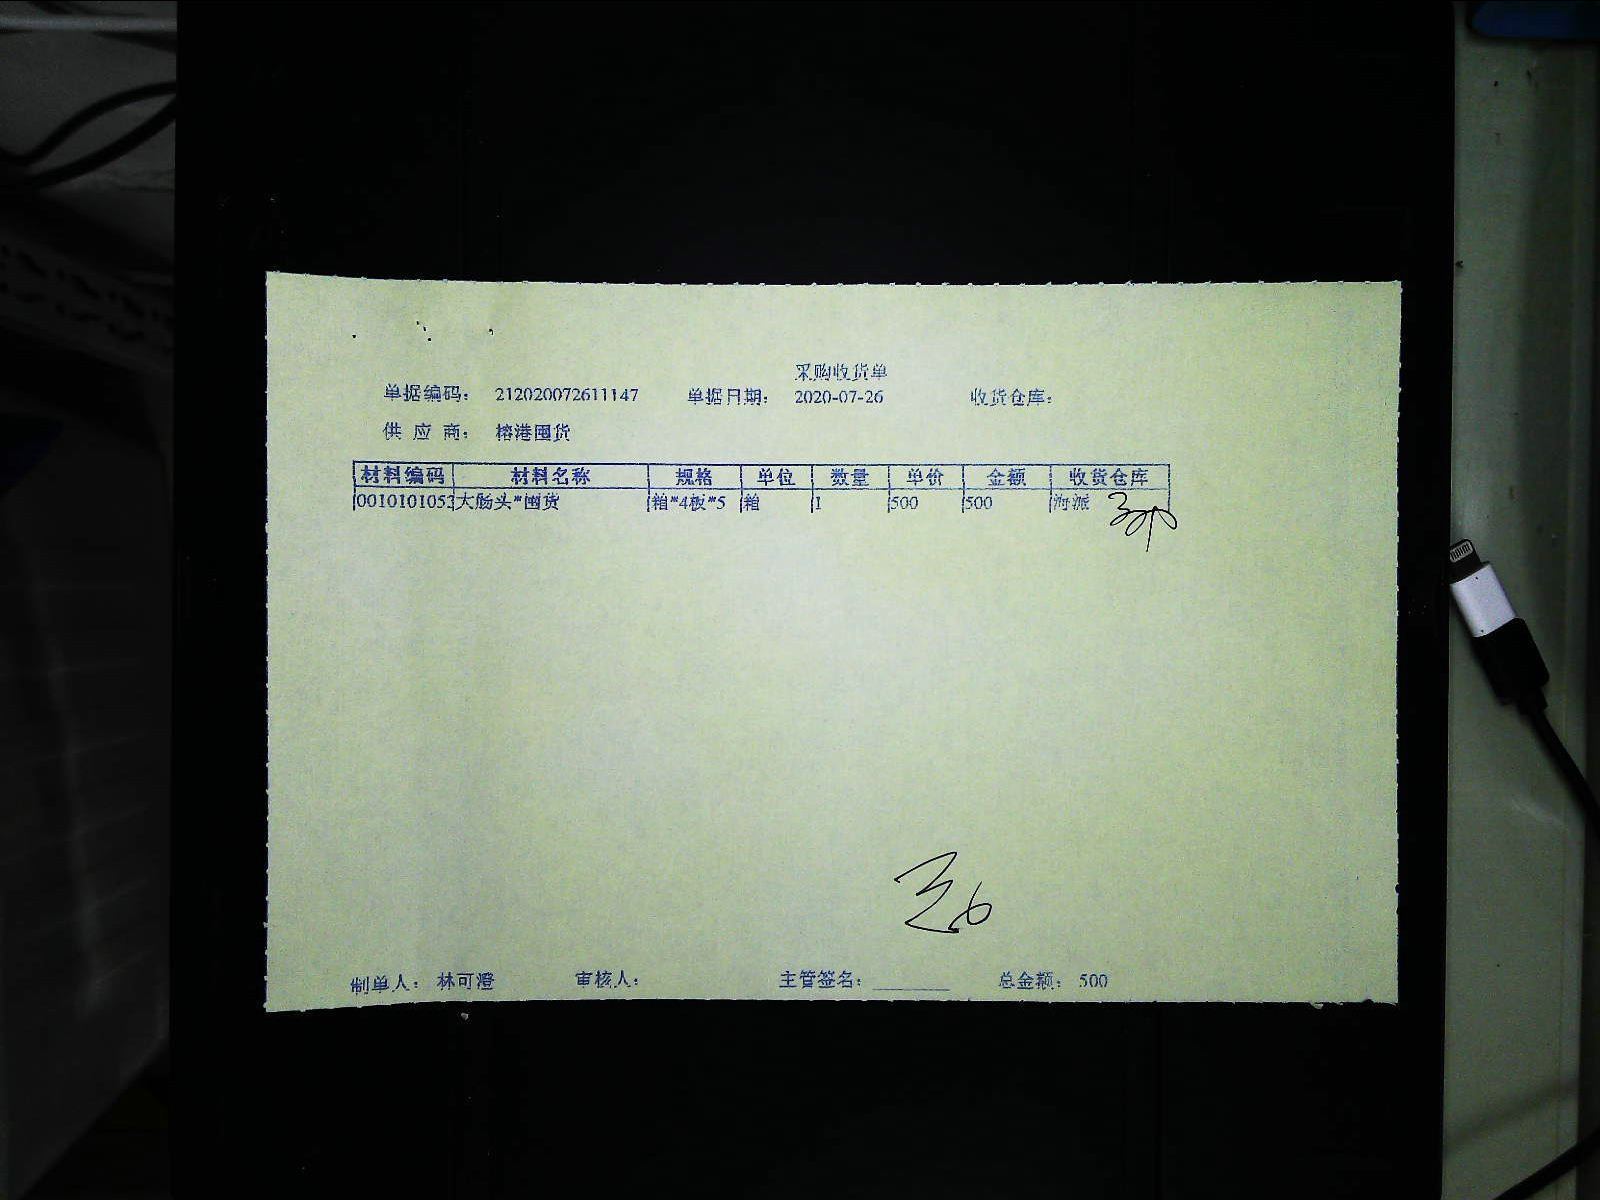 采购收货单
单据编码： 212020072611147 单据日期： 2020-07-26 收货仓库：
供 应 商： 榕港囤货
材料编码 材料名称 规格 单位 数量 单价 金额 收货仓库
0010101052 大肠头*囤货 箱*4板*5 箱 1 500 500 海派
制单人： 林可澄 审核人： 主管签名： 总金额： 500